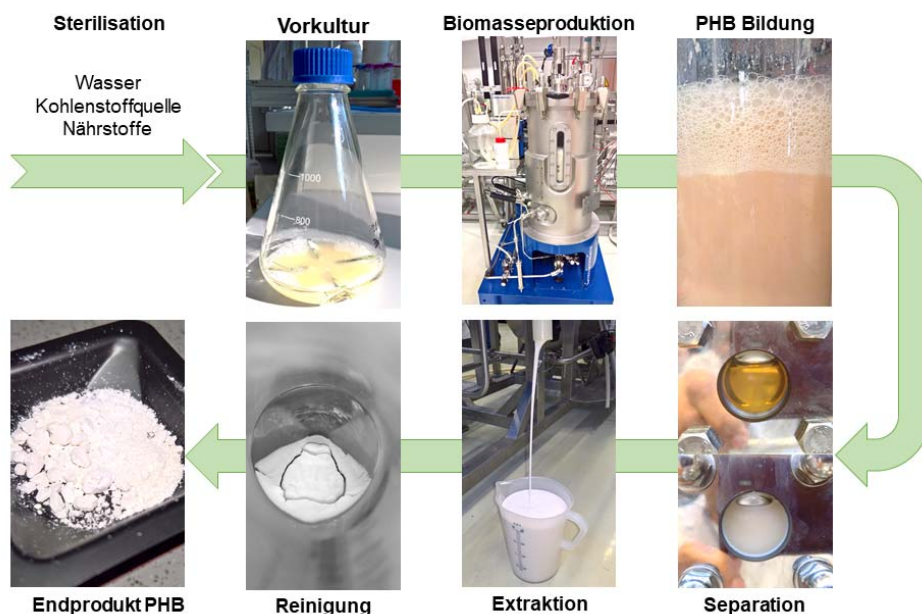 Sterilisation
Vorkultur
Biomasseproduktion
PHB Bildung
Wasser
Kohlenstoffquelle
Nährstoffe
1000
800
Endprodukt PHB
Reinigung
Extraktion
Separation